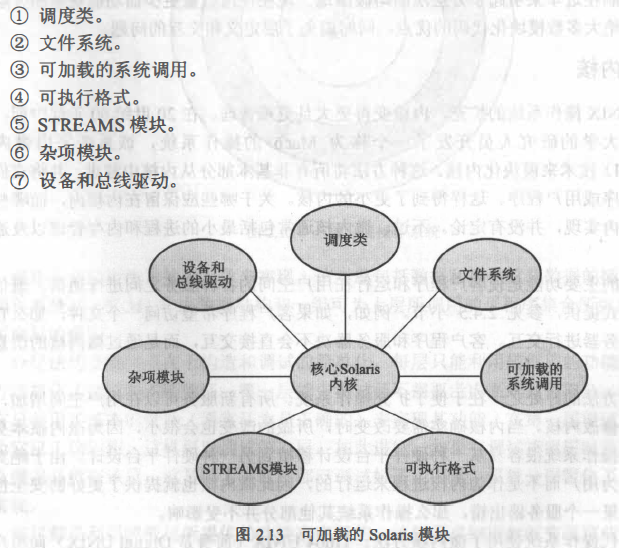 ① 调度类。
② 文件系统。
③ 可加载的系统调用。
④ 可执行格式。
⑤ STREAMS 模块。
⑥ 杂项模块。
⑦ 设备和总线驱动。
调度类
设备和
总线驱动
文件系统
杂项模块
核心Solaris
内核
可加载的
系统调用
STREAMS模块
可执行格式
图 2.13 可加载的 Solaris 模块